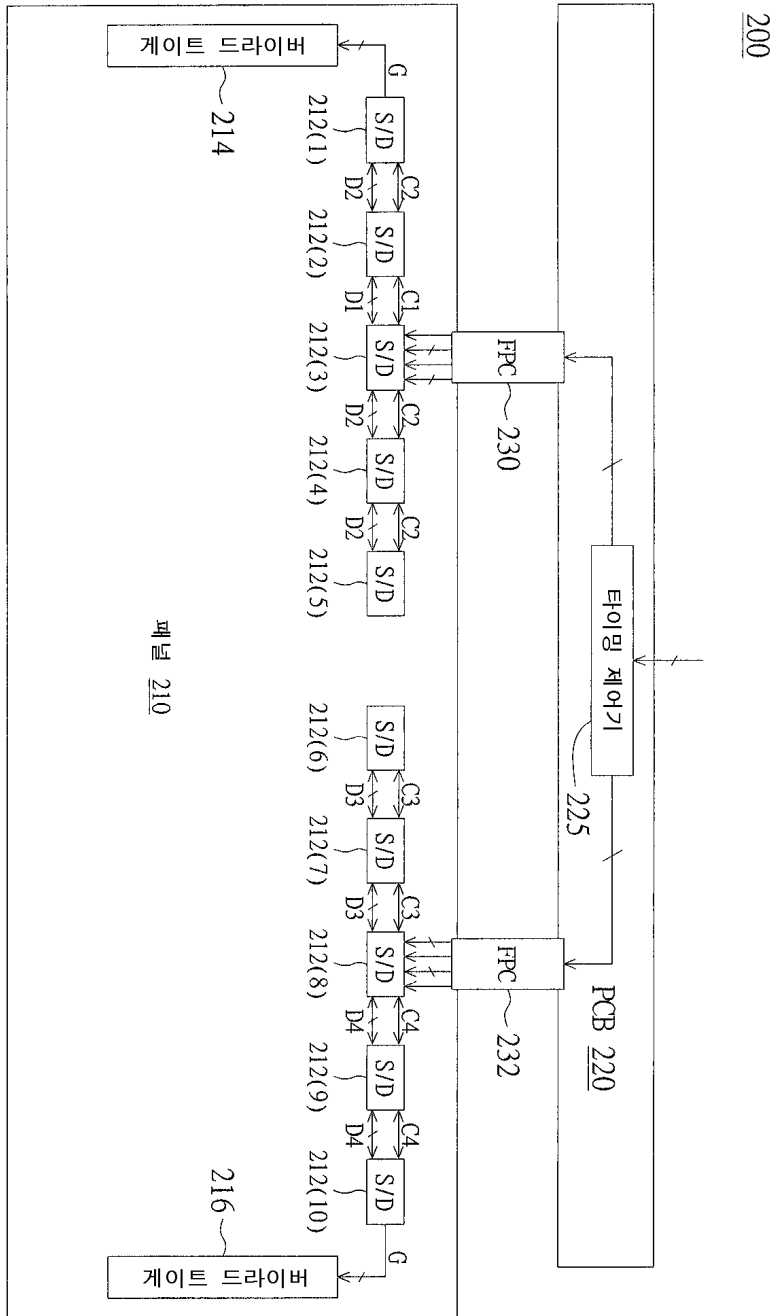 200
타이밍 제어기
225
PCB 220
FPC
230
FPC
232
G C2 C1 C2 C2 C3 C3 C4 C4 G
S/D S/D S/D S/D S/D S/D S/D S/D S/D S/D
D2 D1 D2 D2 D3 D3 D4 D4
212(1) 212(2) 212(3) 212(4) 212(5) 212(6) 212(7) 212(8) 212(9) 212(10)
게이트 드라이버
214
게이트 드라이버
216
패널 210